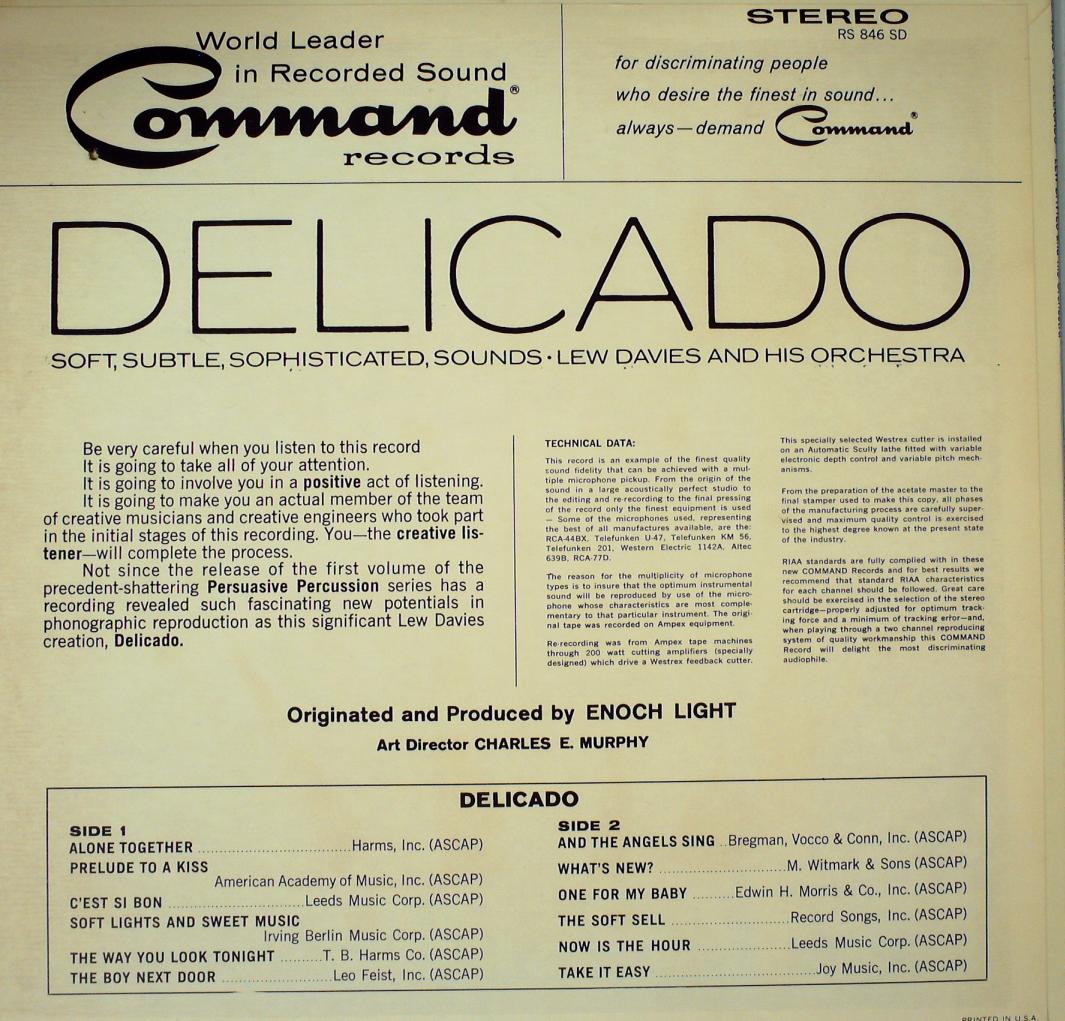 World Leader
in Recorded Sound
Command®
records
STEREO
RS 846 SD
for discriminating people
who desire the finest in sound...
always—demand Command®
DELICADO
SOFT, SUBTLE, SOPHISTICATED, SOUNDS • LEW DAVIES AND HIS ORCHESTRA
Be very careful when you listen to this record
It is going to take all of your attention.
It is going to involve you in a positive act of listening.
It is going to make you an actual member of the team
of creative musicians and creative engineers who took part
in the initial stages of this recording. You—the creative lis-
tener—will complete the process.
Not since the release of the first volume of the
precedent-shattering Persuasive Percussion series has a
recording revealed such fascinating new potentials in
phonographic reproduction as this significant Lew Davies
creation, Delicado.
TECHNICAL DATA:
This record is an example of the finest quality
sound fidelity that can be achieved with a mul-
tiple microphone pickup. From the origin of the
sound in a large acoustically perfect studio to
the editing and re-recording to the final pressing
of the record only the finest equipment is used
— Some of the microphones used, representing
the best of all manufactures available, are the:
RCA-44BX, Telefunken U-47, Telefunken KM 56,
Telefunken 201, Western Electric 1142A, Altec
639B, RCA-77D.
The reason for the multiplicity of microphone
types is to insure that the optimum instrumental
sound will be reproduced by use of the micro-
phone whose characteristics are most comple-
mentary to that particular instrument. The origi-
nal tape was recorded on Ampex equipment.
Re-recording was from Ampex tape machines
through 200 watt cutting amplifiers (specially
designed) which drive a Westrex feedback cutter.
This specially selected Westrex cutter is installed
on an Automatic Scully lathe fitted with variable
electronic depth control and variable pitch mech-
anisms.
From the preparation of the acetate master to the
final stamper used to make this copy, all phases
of the manufacturing process are carefully super-
vised and maximum quality control is exercised
to the highest degree known at the present state
of the industry.
RIAA standards are fully complied with in these
new COMMAND Records and for best results we
recommend that standard RIAA characteristics
for each channel should be followed. Great care
should be exercised in the selection of the stereo
cartridge—properly adjusted for optimum track-
ing force and a minimum of tracking error—and,
when playing through a two channel reproducing
system of quality workmanship this COMMAND
Record will delight the most discriminating
audiophile.
Originated and Produced by ENOCH LIGHT
Art Director CHARLES E. MURPHY
DELICADO
SIDE 1
ALONE TOGETHER ........ Harms, Inc. (ASCAP)
PRELUDE TO A KISS
American Academy of Music, Inc. (ASCAP)
C'EST SI BON ........ Leeds Music Corp. (ASCAP)
SOFT LIGHTS AND SWEET MUSIC
Irving Berlin Music Corp. (ASCAP)
THE WAY YOU LOOK TONIGHT ........ T. B. Harms Co. (ASCAP)
THE BOY NEXT DOOR ........ Leo Feist, Inc. (ASCAP)
SIDE 2
AND THE ANGELS SING .. Bregman, Vocco & Conn, Inc. (ASCAP)
WHAT'S NEW? ........ M. Witmark & Sons (ASCAP)
ONE FOR MY BABY ........ Edwin H. Morris & Co., Inc. (ASCAP)
THE SOFT SELL ........ Record Songs, Inc. (ASCAP)
NOW IS THE HOUR ........ Leeds Music Corp. (ASCAP)
TAKE IT EASY ........ Joy Music, Inc. (ASCAP)
PRINTED IN U.S.A.